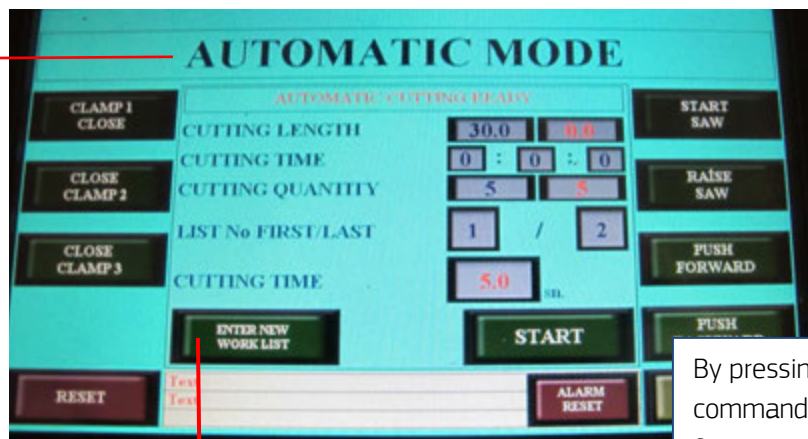 AUTOMATIC MODE
AUTOMATIC CUTTING READY
CLAMP 1
CLOSE
CLOSE
CLAMP 2
CLOSE
CLAMP 3
CUTTING LENGTH
30.0
0.0
CUTTING TIME
0 : 0 : 0
CUTTING QUANTITY
5
5
LIST No FIRST/LAST
1 / 2
CUTTING TIME
5.0
sn.
ENTER NEW
WORK LIST
START
START
SAW
RAİSE
SAW
PUSH
FORWARD
PUSH
RESET
Text
Text
ALARM
RESET
By pressin
command